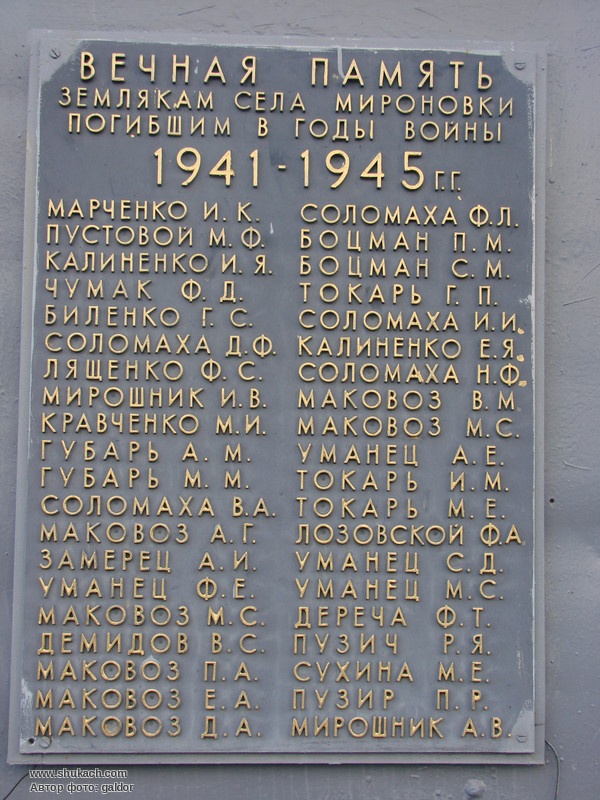 ВЕЧНАЯ ПАМЯТЬ
ЗЕМЛЯКАМ СЕЛА МИРОНОВКИ
ПОГИБШИМ В ГОДЫ ВОЙНЫ
1941-1945 Г.Г.
МАРЧЕНКО И. К.
ПУСТОВОЙ М. Ф.
КАЛИНЕНКО И. Я.
ЧУМАК Ф. Д.
БИЛЕНКО Г. С.
СОЛОМАХА Д.Ф.
ЛЯЩЕНКО Ф. С.
МИРОШНИК И.В.
КРАВЧЕНКО М.И.
ГУБАРЬ А. М.
ГУБАРЬ М. М.
СОЛОМАХА В.А.
МАКОВОЗ А.Г.
ЗАМЕРЕЦ А.И.
УМАНЕЦ Ф.Е.
МАКОВОЗ М.С.
ДЕМИДОВ В.С.
МАКОВОЗ П.А.
МАКОВОЗ Е.А.
МАКОВОЗ Д.А.
СОЛОМАХА Ф.Л.
БОЦМАН П.М.
БОЦМАН С.М.
ТОКАРЬ Г. П.
СОЛОМАХА И.И.
КАЛИНЕНКО Е.Я.
СОЛОМАХА Н.Ф.
МАКОВОЗ В.М.
МАКОВОЗ М.С.
УМАНЕЦ А.Е.
ТОКАРЬ И.М.
ТОКАРЬ М.Е.
ЛОЗОВСКОЙ Ф.А.
УМАНЕЦ С.Д.
УМАНЕЦ М.С.
ДЕРЕЧА Ф.Т.
ПУЗИЧ Р.Я.
СУХИНА М.Е.
ПУЗИР П.Р.
МИРОШНИК А.В.
www.shukach.com
Автор фото: galdor